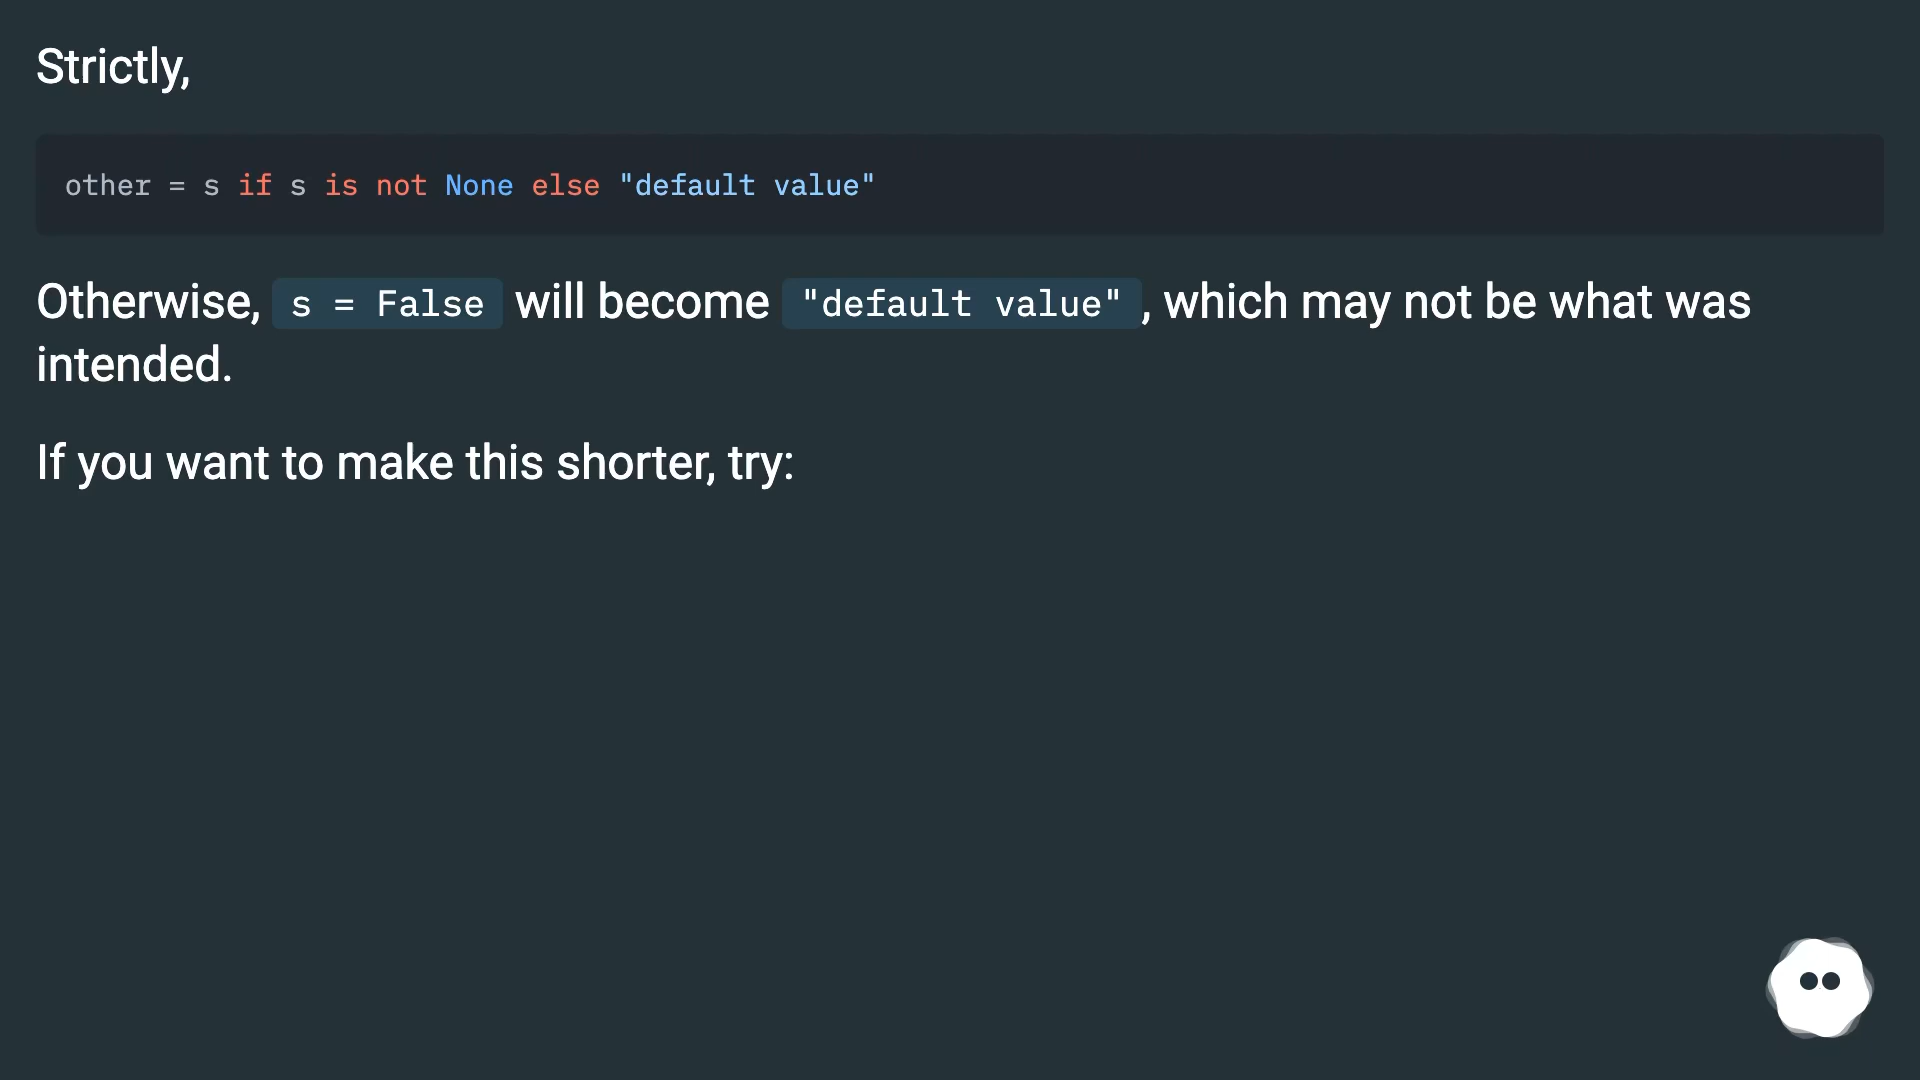 Strictly,
other = s if s is not None else "default value"
Otherwise, s = False will become "default value", which may not be what was
intended.
If you want to make this shorter, try: